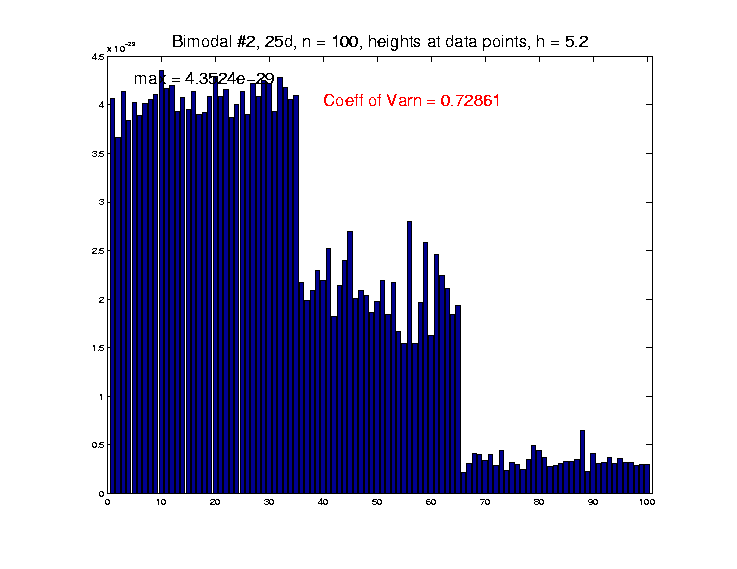 Bimodal #2, 25d, n = 100, heights at data points, h = 5.2
x 10^-29
max = 4.3524e-29
Coeff of Varn = 0.72861
4.5
4
3.5
3
2.5
2
1.5
1
0.5
0
0 10 20 30 40 50 60 70 80 90 100